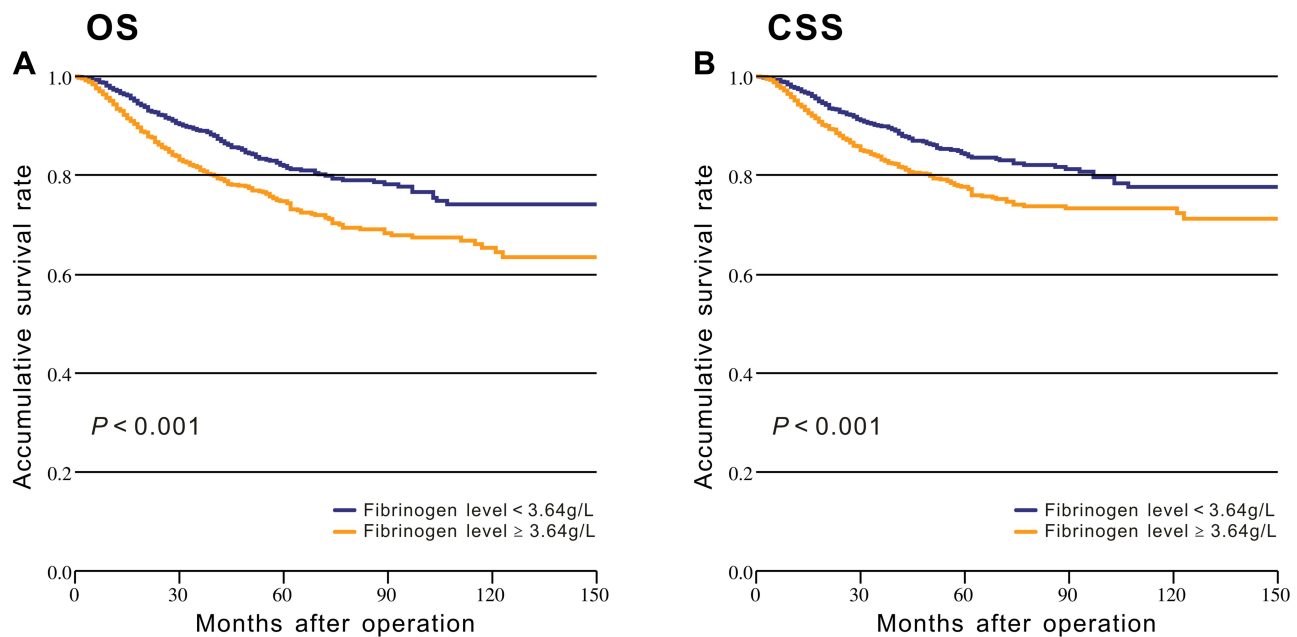 OS
A
Accumulative survival rate
1.0
0.8
0.6
0.4
0.2
0.0
P < 0.001
Fibrinogen level < 3.64g/L
Fibrinogen level ≥ 3.64g/L
0 30 60 90 120 150
Months after operation
CSS
B
Accumulative survival rate
1.0
0.8
0.6
0.4
0.2
0.0
P < 0.001
Fibrinogen level < 3.64g/L
Fibrinogen level ≥ 3.64g/L
0 30 60 90 120 150
Months after operation